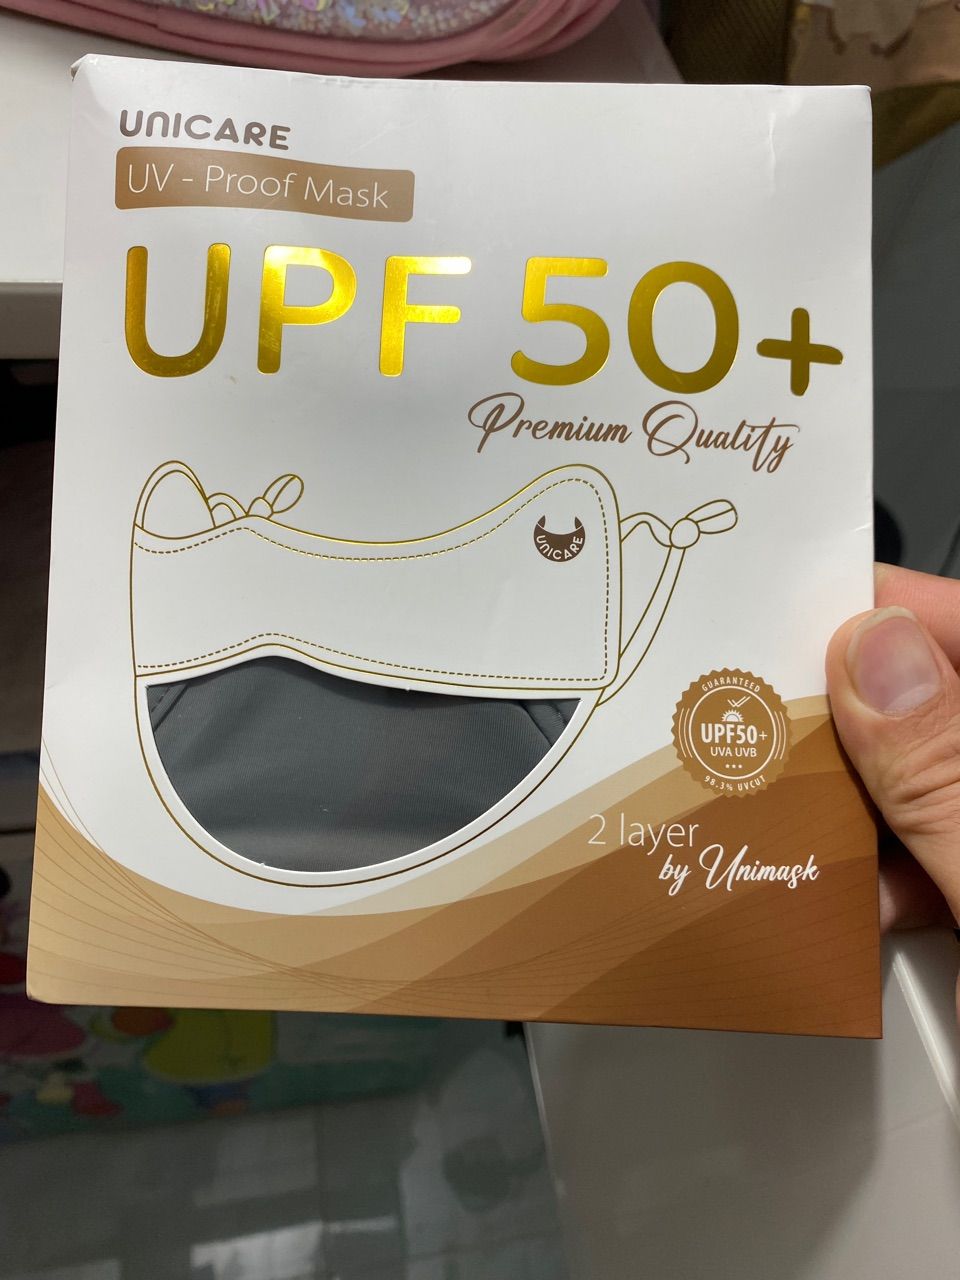 UNICARE
UV - Proof Mask
UPF 50+
Premium Quality
UNICARE
GUARANTEED
UPF50+
UVA UVB
98.3% UVCUT
2 layer
by Unimask